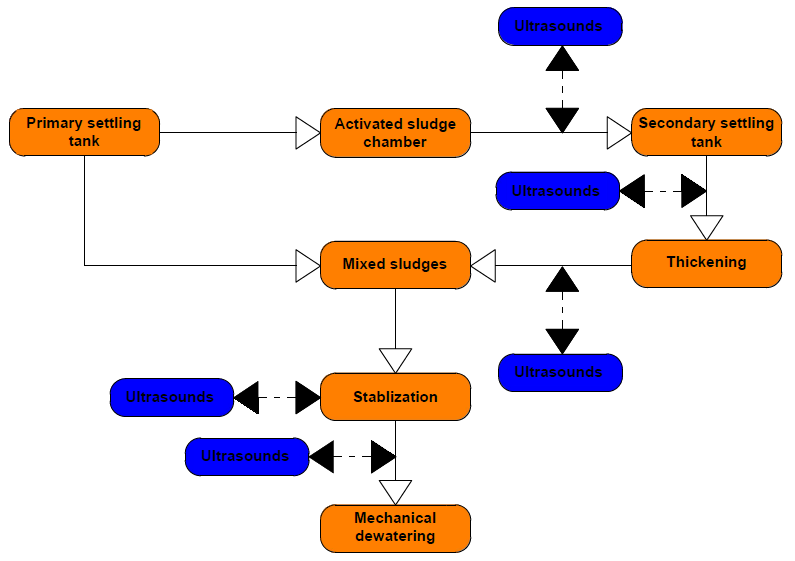 Ultrasounds
Primary settling
tank
Activated sludge
chamber
Secondary settling
tank
Ultrasounds
Mixed sludges
Thickening
Ultrasounds
Ultrasounds
Stablization
Ultrasounds
Mechanical
dewatering